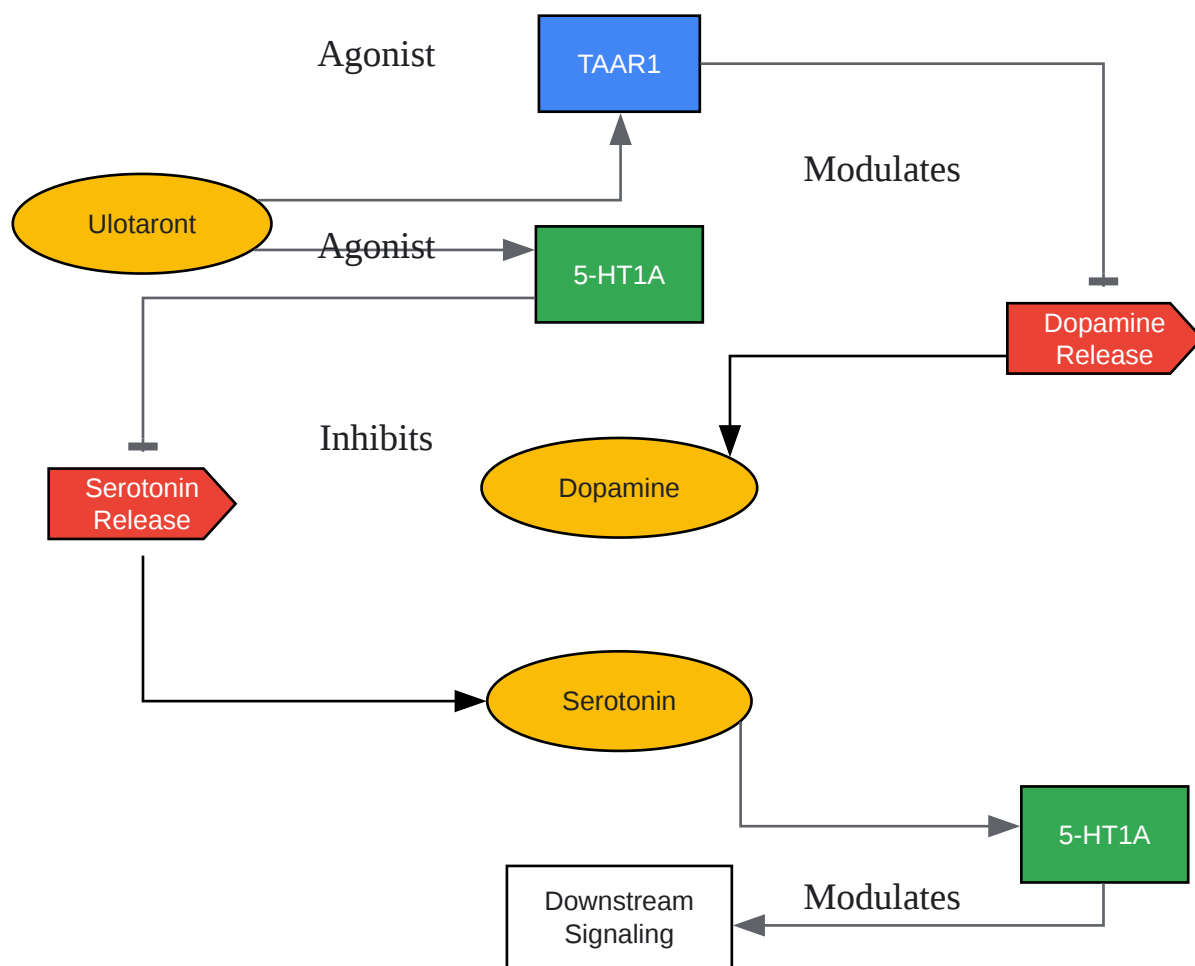 Agonist
TAAR1
Modulates
Ulotaront
Agonist
5-HT1A
Dopamine
Release
Inhibits
Serotonin
Release
Dopamine
Serotonin
5-HT1A
Downstream
Signaling
Modulates